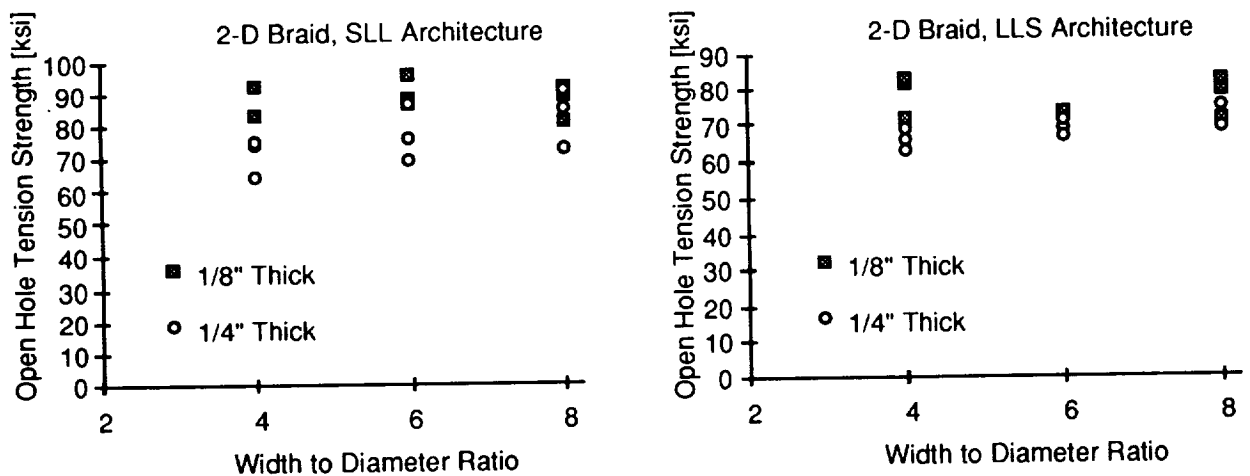 2-D Braid, SLL Architecture
Open Hole Tension Strength [ksi]
100
90
80
70
60
50
40
30
20
10
0
1/8" Thick
1/4" Thick
2
4
6
8
Width to Diameter Ratio
2-D Braid, LLS Architecture
Open Hole Tension Strength [ksi]
90
80
70
60
50
40
30
20
10
0
1/8" Thick
1/4" Thick
2
4
6
8
Width to Diameter Ratio